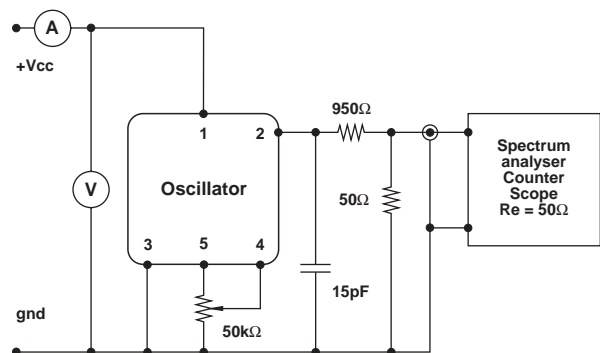 A
+Vcc
950Ω
1
2
Spectrum
analyser
Counter
Scope
Re = 50Ω
V
Oscillator
50Ω
3
5
4
15pF
gnd
50kΩ